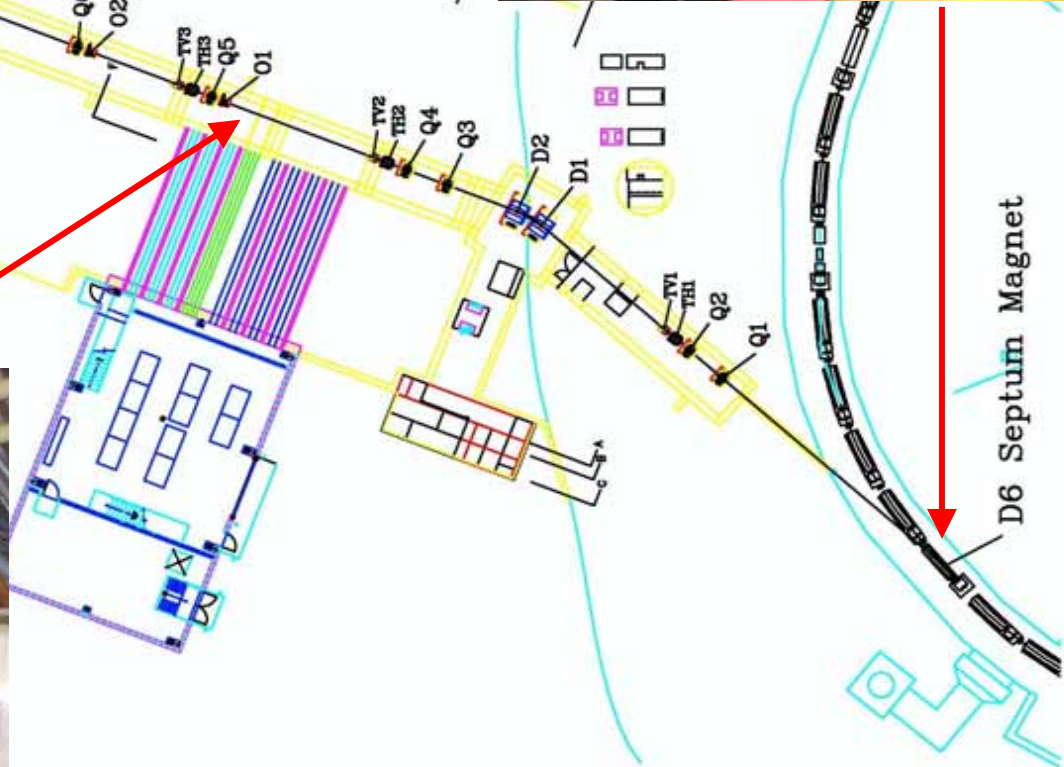 O2
TV3
TH3
Q5
O1
TV2
TH2
Q4
Q3
D2
D1
TV1
TH1
Q2
Q1
D6 Septum Magnet
A
B
C